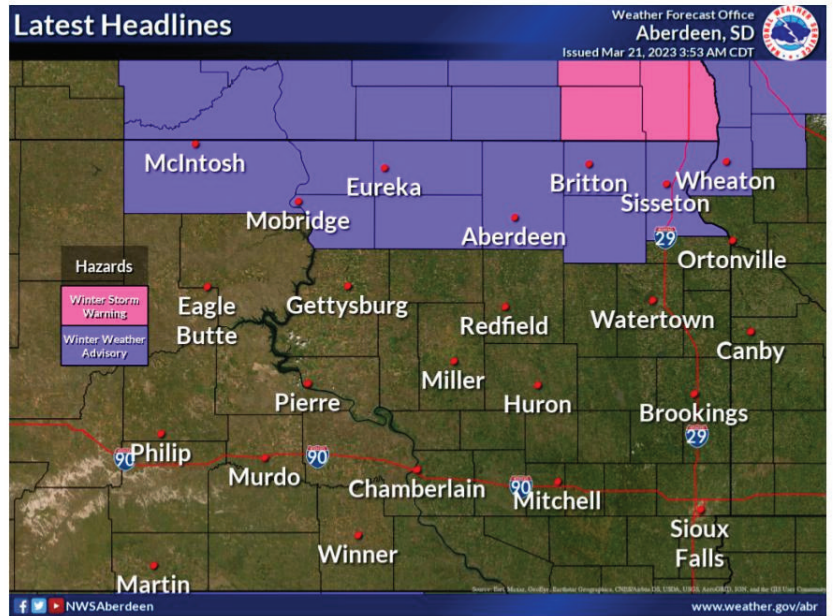 Latest Headlines
Weather Forecast Office
Aberdeen, SD
Issued Mar 21, 2023 3:53 AM CDT
NATIONAL WEATHER SERVICE
McIntosh
Eureka
Britton
Wheaton
Sisseton
Mobridge
Aberdeen
29
Ortonville
Hazards
Winter Storm
Warning
Winter Weather
Advisory
Eagle
Butte
Gettysburg
Redfield
Watertown
Canby
Miller
Pierre
Huron
Brookings
29
Philip
90
90
Murdo
Chamberlain
90
Mitchell
Sioux
Falls
Winner
Martin
NWSAberdeen
www.weather.gov/abr